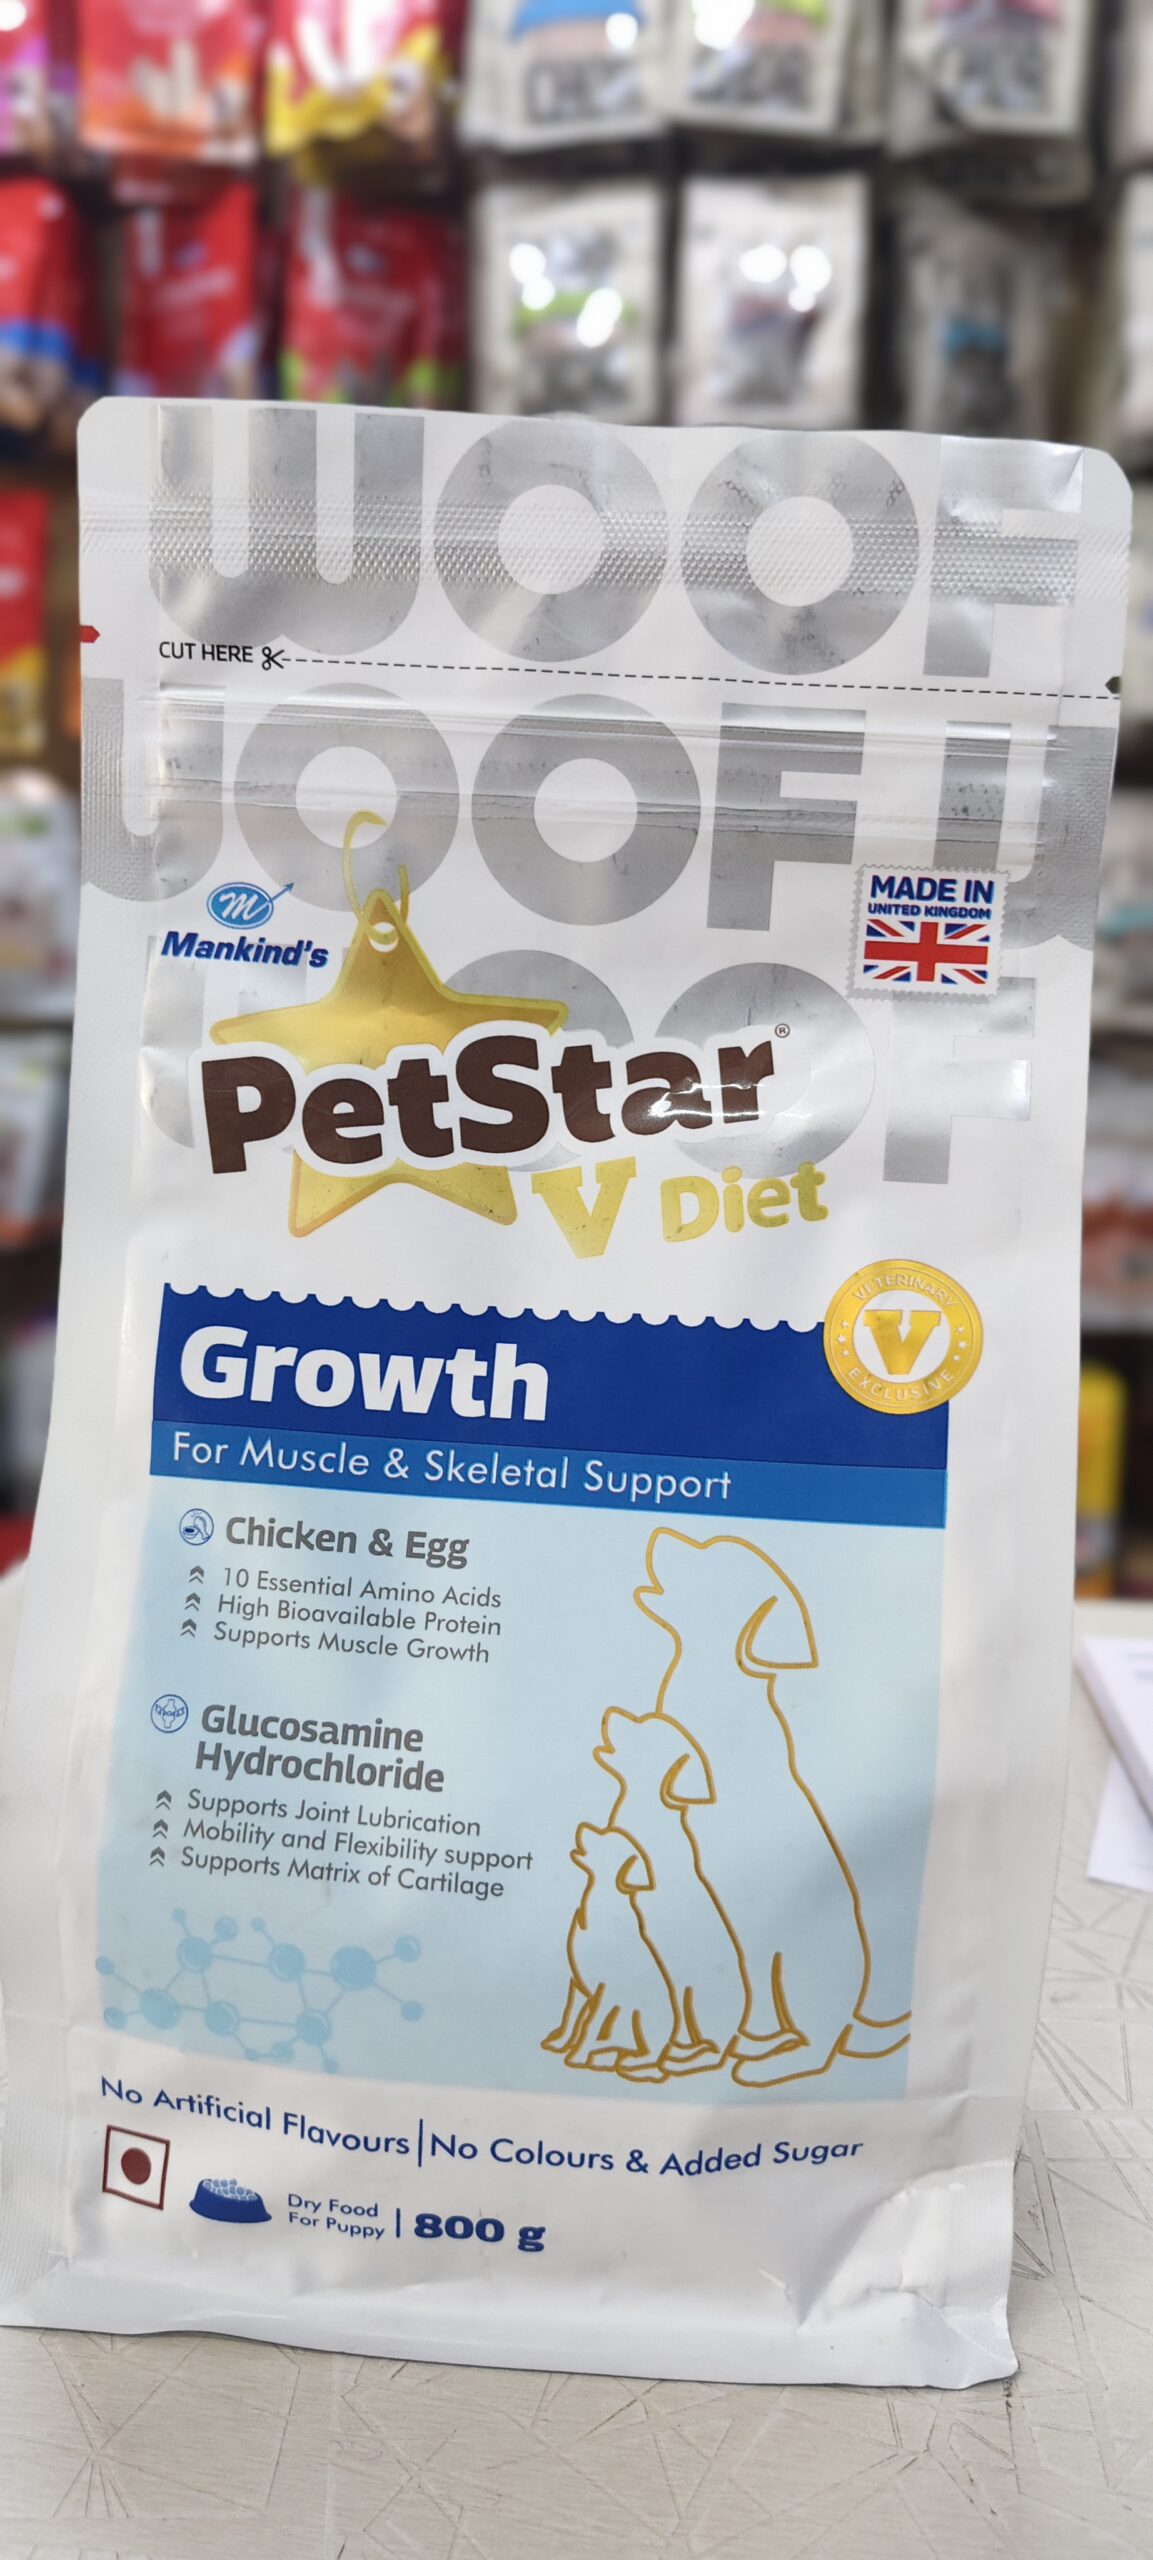 WOOF
CUT HERE
WOOF
Mankind's
MADE IN
UNITED KINGDOM
PetStar®
V Diet
VETERINARY
V
EXCLUSIVE
Growth
For Muscle & Skeletal Support
Chicken & Egg
10 Essential Amino Acids
High Bioavailable Protein
Supports Muscle Growth
Glucosamine
Hydrochloride
Supports Joint Lubrication
Mobility and Flexibility support
Supports Matrix of Cartilage
No Artificial Flavours|No Colours & Added Sugar
Dry Food
For Puppy | 800 g